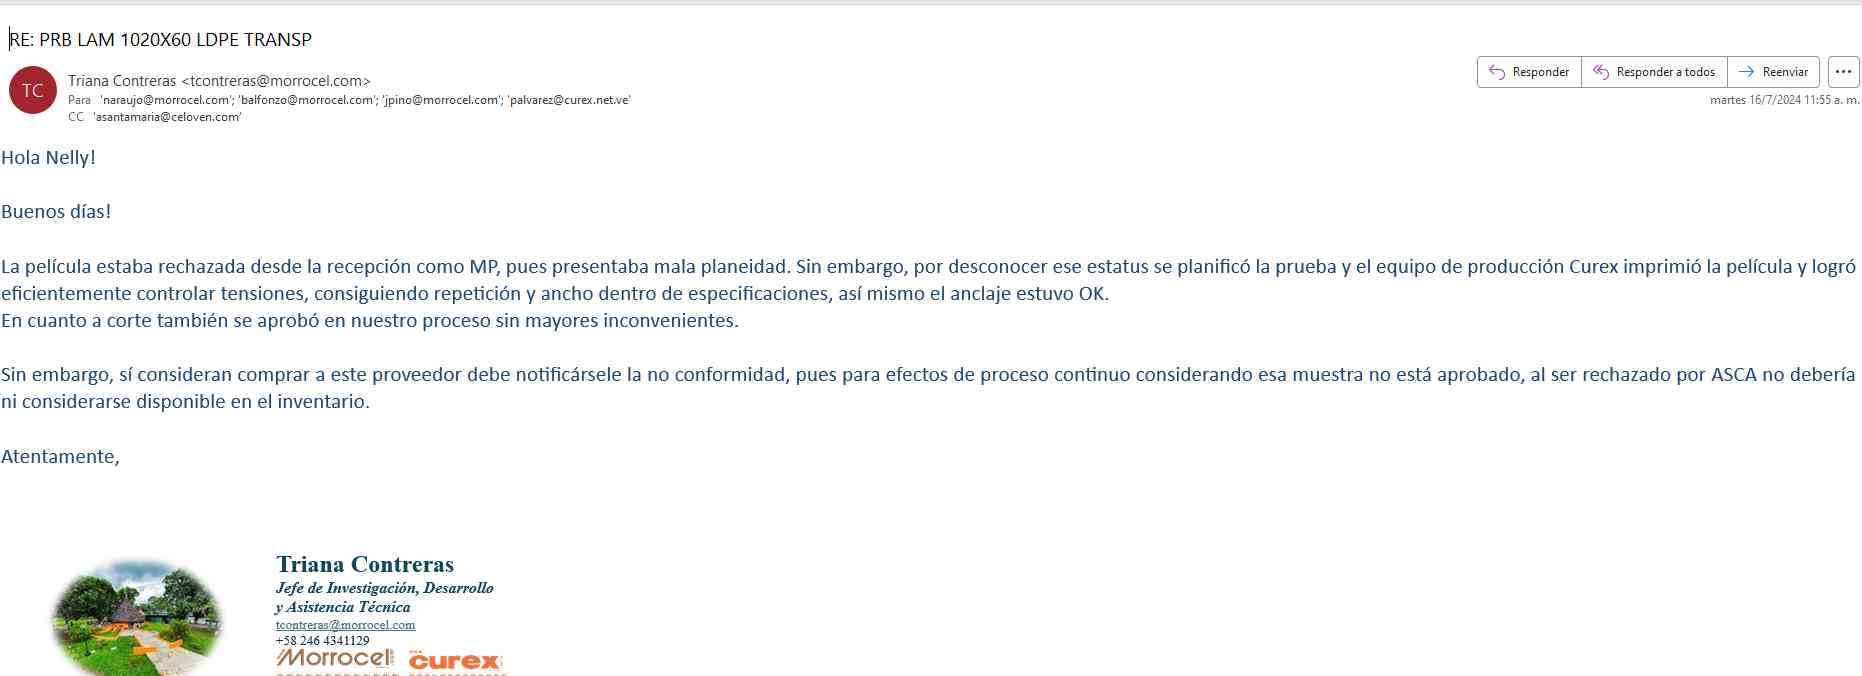 RE: PRB LAM 1020X60 LDPE TRANSP
TC
Triana Contreras <tcontreras@morrocel.com>
Para 'naraujo@morrocel.com'; 'balfonzo@morrocel.com'; 'jpino@morrocel.com'; 'palvarez@curex.net.ve'
CC 'asantamaria@celoven.com'
Responder
Responder a todos
Reenviar
martes 16/7/2024 11:55 a. m.
Hola Nelly!
Buenos días!
La película estaba rechazada desde la recepción como MP, pues presentaba mala planeidad. Sin embargo, por desconocer ese estatus se planificó la prueba y el equipo de producción Curex imprimió la película y logró
eficientemente controlar tensiones, consiguiendo repetición y ancho dentro de especificaciones, así mismo el anclaje estuvo OK.
En cuanto a corte también se aprobó en nuestro proceso sin mayores inconvenientes.
Sin embargo, sí consideran comprar a este proveedor debe notificársele la no conformidad, pues para efectos de proceso continuo considerando esa muestra no está aprobado, al ser rechazado por ASCA no debería
ni considerarse disponible en el inventario.
Atentamente,
Triana Contreras
Jefe de Investigación, Desarrollo
y Asistencia Técnica
tcontreras@morrocel.com
+58 246 4341129
Morrocel curex